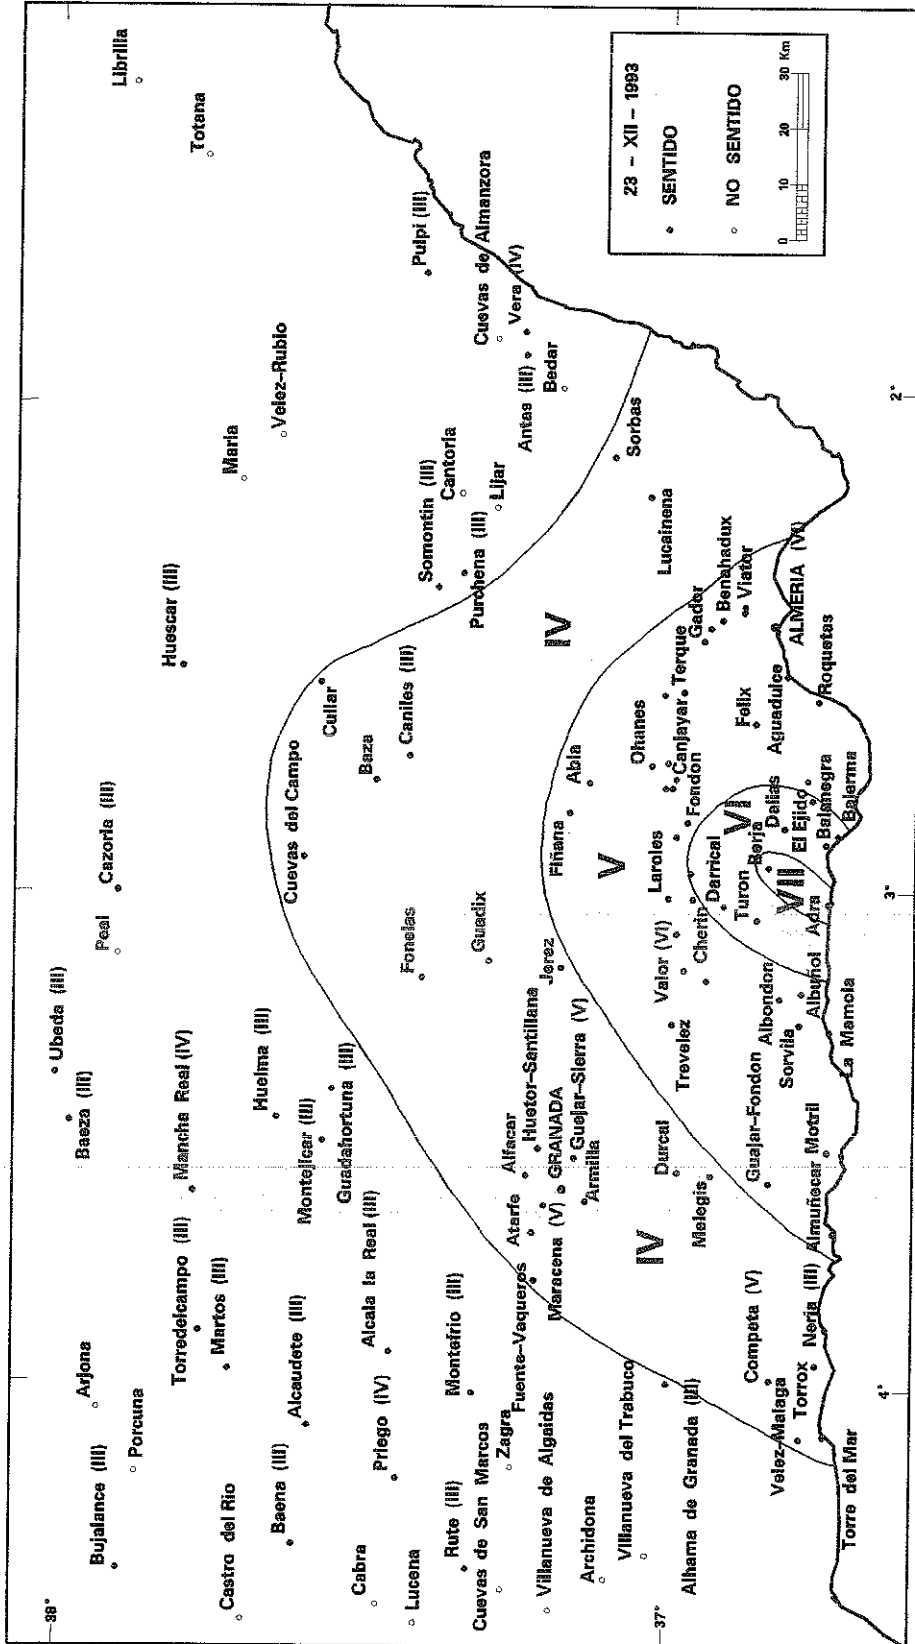 38°
37°
4°
3°
2°
Bujalance (III)
Arjona
Porcuna
Baeza (III)
Ubeda (III)
Peal
Cazorla (III)
Huescar (III)
Maria
Velez-Rubio
Totana
Librilla
Torredelcampo (III)
Mancha Real (IV)
Castro del Rio
Martos (III)
Huelma (III)
Baena (III)
Alcaudete (III)
Montejicar (III)
Guadahortuna (III)
Cuevas del Campo
Cullar
Cabra
Priego (IV)
Alcala la Real (III)
Fonelas
Baza
Caniles (III)
Somontin (III)
Cantoria
Pulpi (III)
Lucena
Rute (III)
Montefrio (III)
Guadix
Purchena (III)
Lijar
Cuevas de Almanzora
Vera (IV)
Antas (III)
Bedar
Cuevas de San Marcos
Zagra
Fuente-Vaqueros
Atarfe
Alfacar
Huetor-Santillana
Jerez
Villanueva de Algaidas
Maracena (V)
GRANADA
Guejar-Sierra (V)
Armilla
Fiñana
Abla
IV
Sorbas
Archidona
Villanueva del Trabuco
IV
V
Ohanes
Lucainena
Alhama de Granada (III)
Durcal
Melegis
Trevelez
Valor (VI)
Laroles
Cherin
Darrical
Fondon
Canjayar
Terque
Gador
Benahadux
Viator
Competa (V)
Guajar-Fondon
Albondon
Sorvila
Turon
Berja
VI
VII
Dalias
El Ejido
Felix
Aguadulce
ALMERIA (VI)
Roquetas
Velez-Malaga
Torrox
Nerja (III)
Almuñecar
Motril
La Mamola
Albuñol
Adra
Balanegra
Balerma
Torre del Mar
23 - XII - 1993
SENTIDO
NO SENTIDO
0 10 20 30 Km